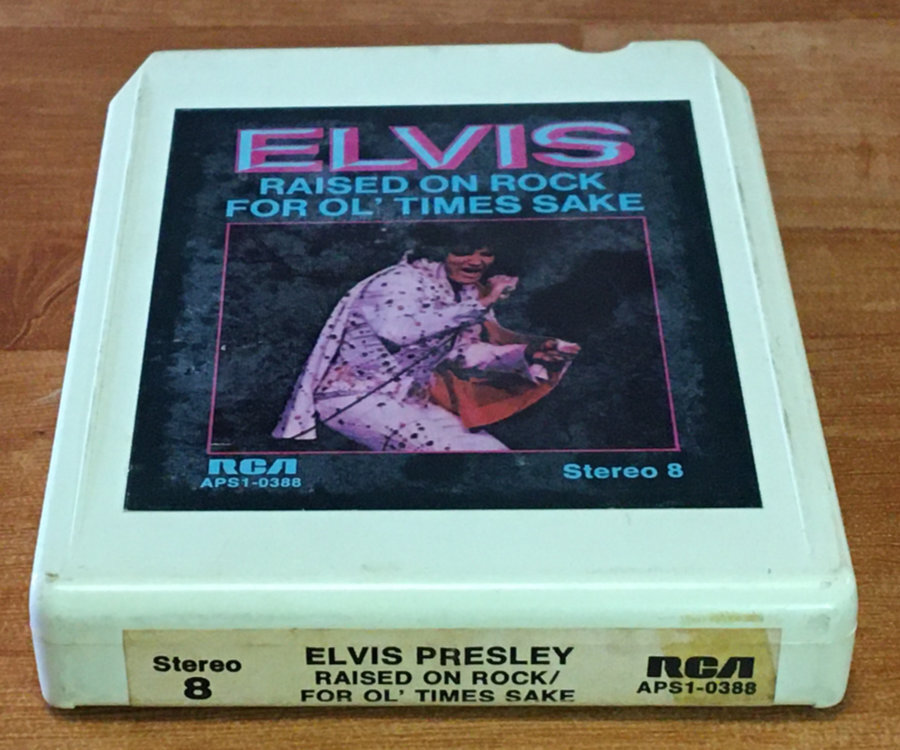 ELVIS
RAISED ON ROCK
FOR OL' TIMES SAKE
RCA
APS1-0388
Stereo 8
Stereo
8
ELVIS PRESLEY
RAISED ON ROCK/
FOR OL' TIMES SAKE
RCA
APS1-0388